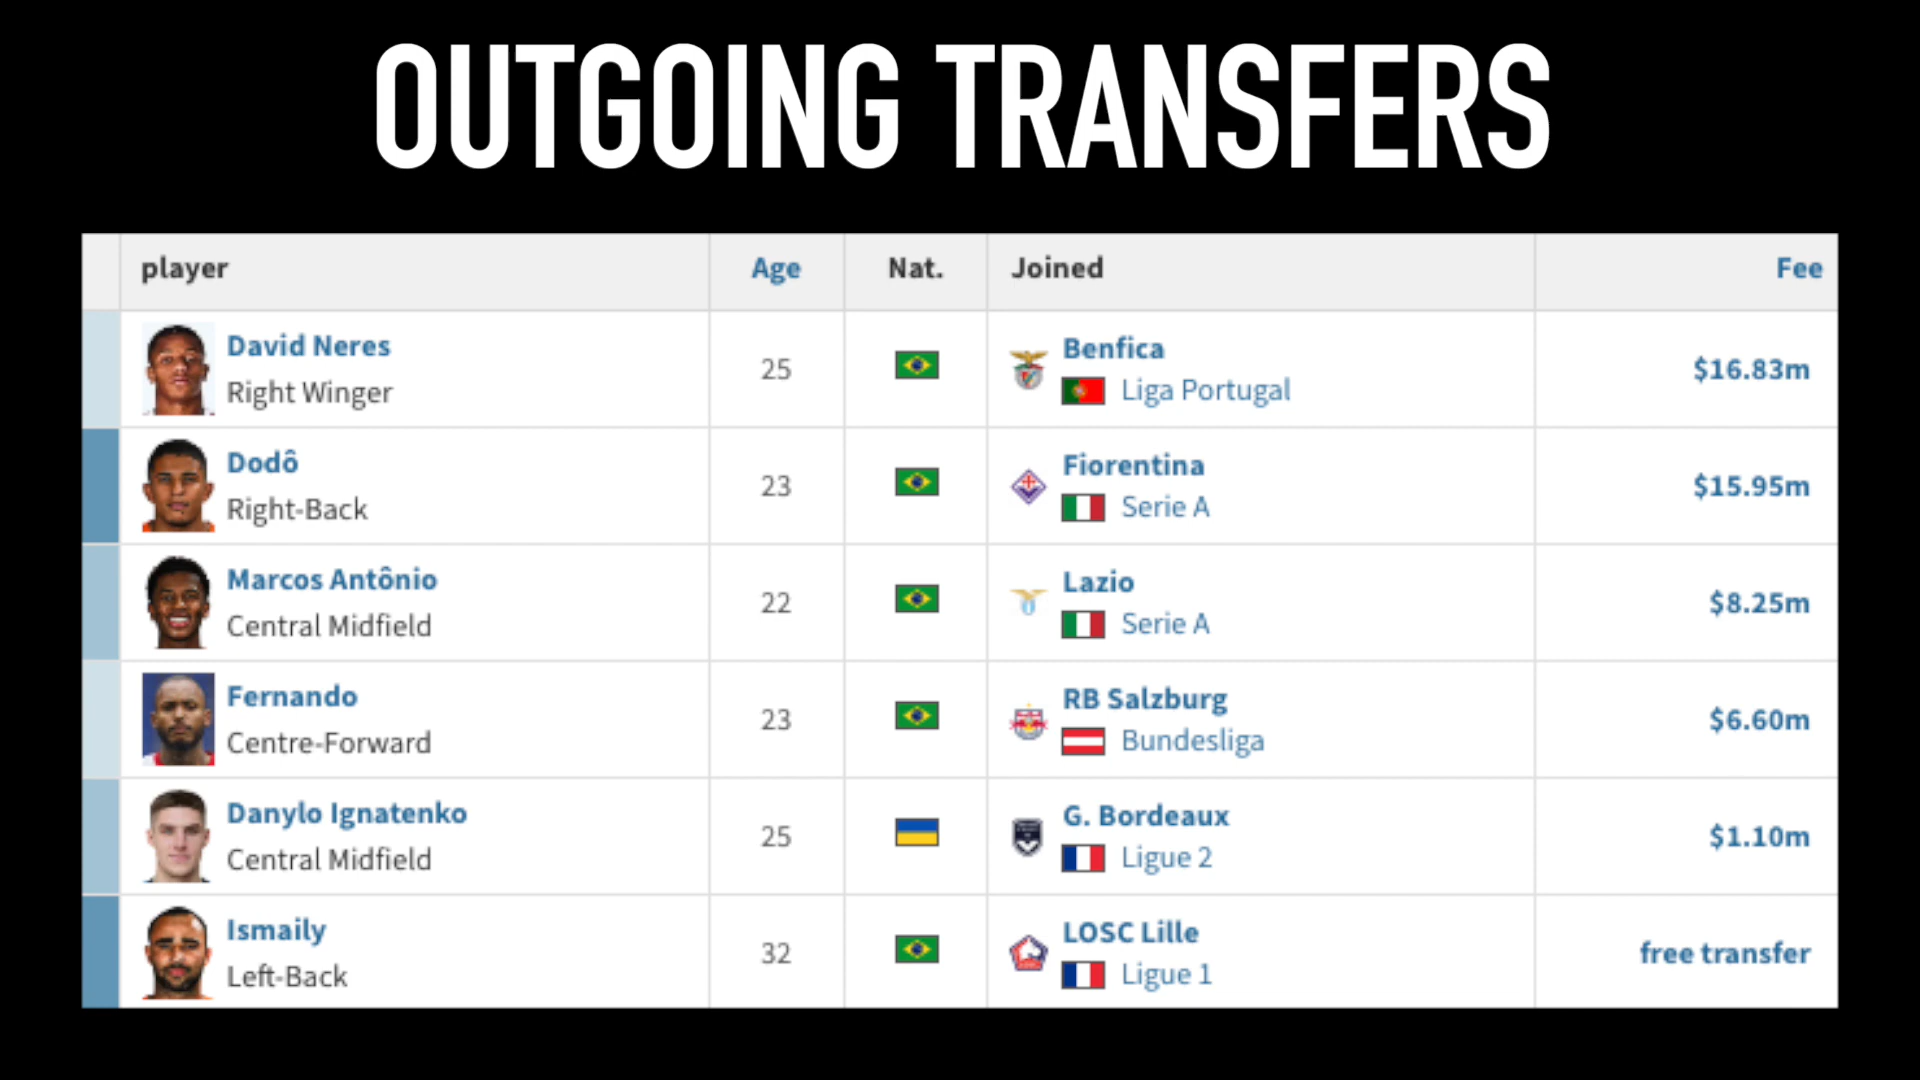 OUTGOING TRANSFERS
player Age Nat. Joined Fee
David Neres
Right Winger
25
Benfica
Liga Portugal
$16.83m
Dodô
Right-Back
23
Fiorentina
Serie A
$15.95m
Marcos Antônio
Central Midfield
22
Lazio
Serie A
$8.25m
Fernando
Centre-Forward
23
RB Salzburg
Bundesliga
$6.60m
Danylo Ignatenko
Central Midfield
25
G. Bordeaux
Ligue 2
$1.10m
Ismaily
Left-Back
32
LOSC Lille
Ligue 1
free transfer